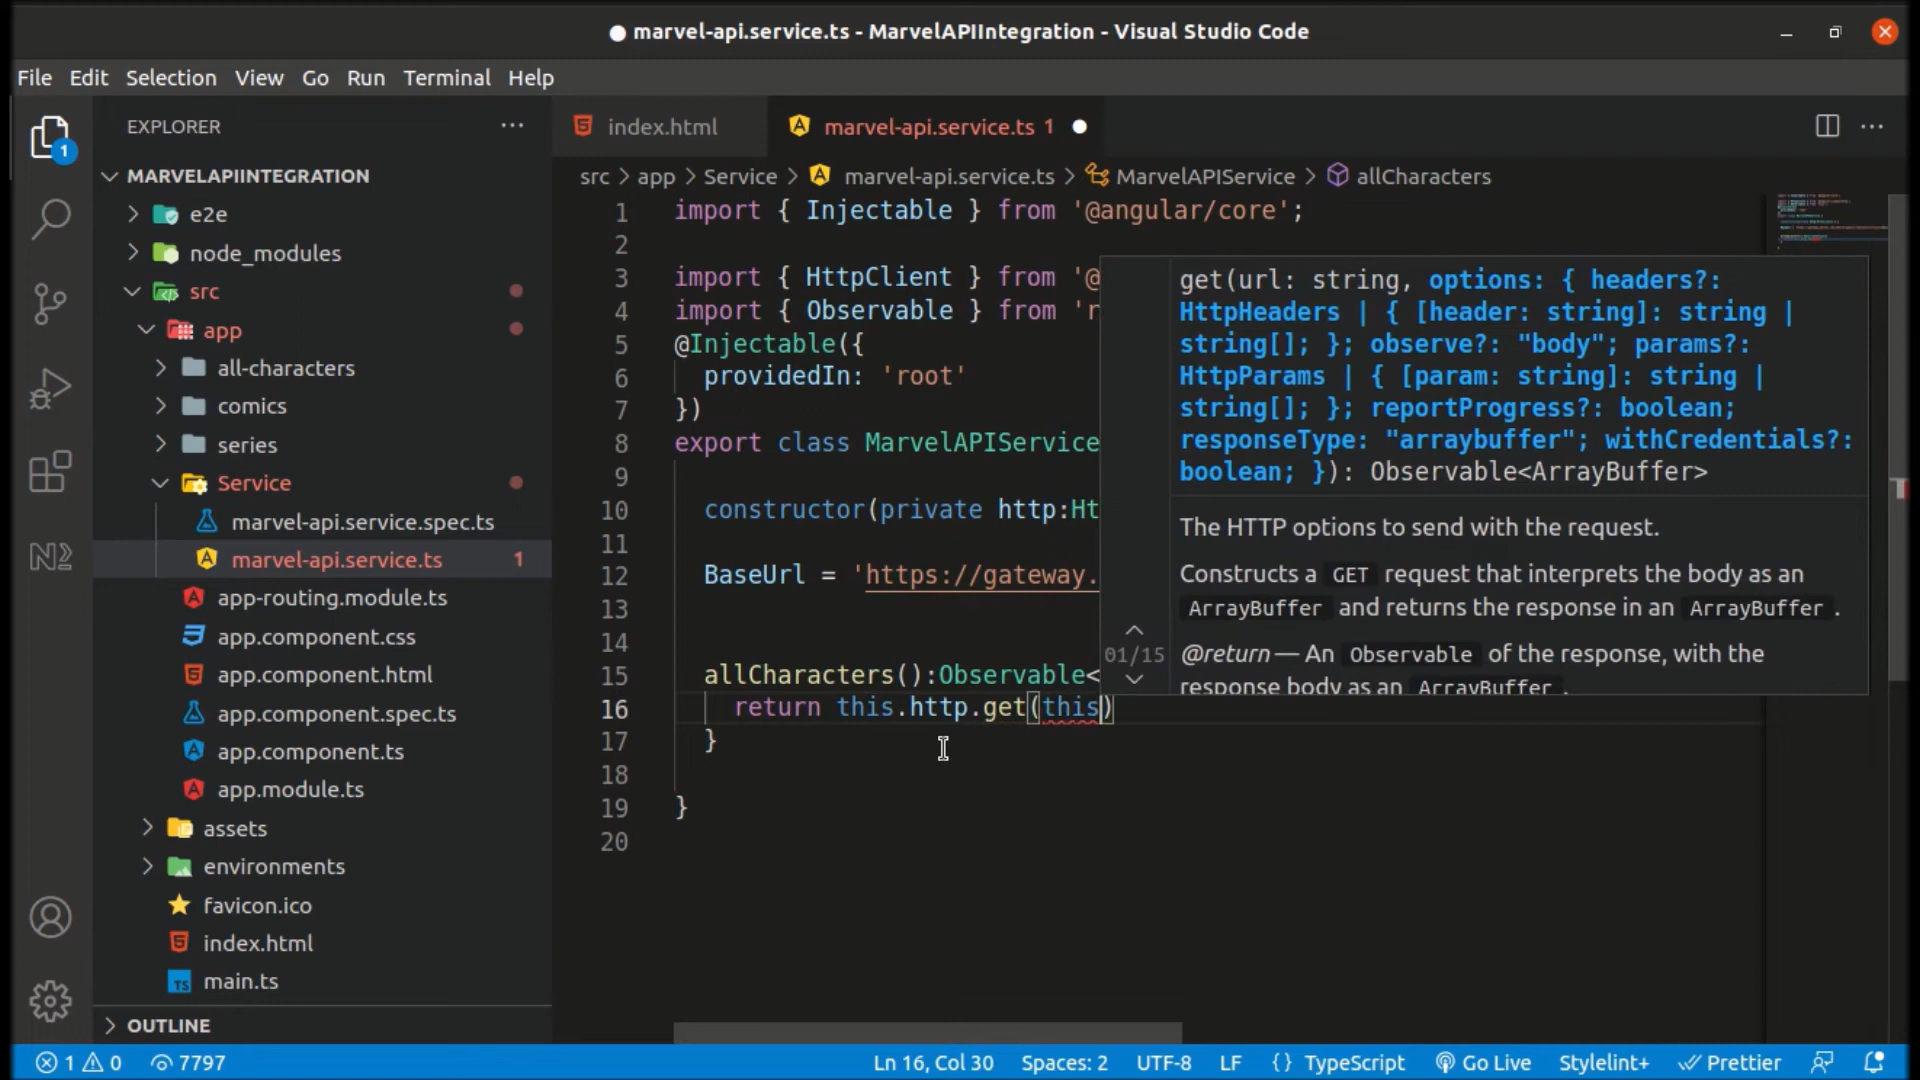 ● marvel-api.service.ts - MarvelAPIIntegration - Visual Studio Code
File Edit Selection View Go Run Terminal Help
EXPLORER ···
1
MARVELAPIINTEGRATION
e2e
node_modules
src
app
all-characters
comics
series
Service
marvel-api.service.spec.ts
marvel-api.service.ts 1
app-routing.module.ts
app.component.css
app.component.html
app.component.spec.ts
app.component.ts
app.module.ts
assets
environments
favicon.ico
index.html
main.ts
OUTLINE
index.html
marvel-api.service.ts 1 ●
src > app > Service > marvel-api.service.ts > MarvelAPIService > allCharacters
1 import { Injectable } from '@angular/core';
2
3 import { HttpClient } from '@
4 import { Observable } from 'r
5 @Injectable({
6 providedIn: 'root'
7 })
8 export class MarvelAPIService
9
10 constructor(private http:Ht
11
12 BaseUrl = 'https://gateway.
13
14
15 allCharacters():Observable<
16 return this.http.get(this)
17 }
18
19 }
20
get(url: string, options: { headers?:
HttpHeaders | { [header: string]: string |
string[]; }; observe?: "body"; params?:
HttpParams | { [param: string]: string |
string[]; }; reportProgress?: boolean;
responseType: "arraybuffer"; withCredentials?:
boolean; }): Observable<ArrayBuffer>
The HTTP options to send with the request.
Constructs a GET request that interprets the body as an
ArrayBuffer and returns the response in an ArrayBuffer .
01/15
@return — An Observable of the response, with the
response body as an ArrayBuffer .
1 0 7797
Ln 16, Col 30 Spaces: 2 UTF-8 LF {} TypeScript Go Live Stylelint+ Prettier